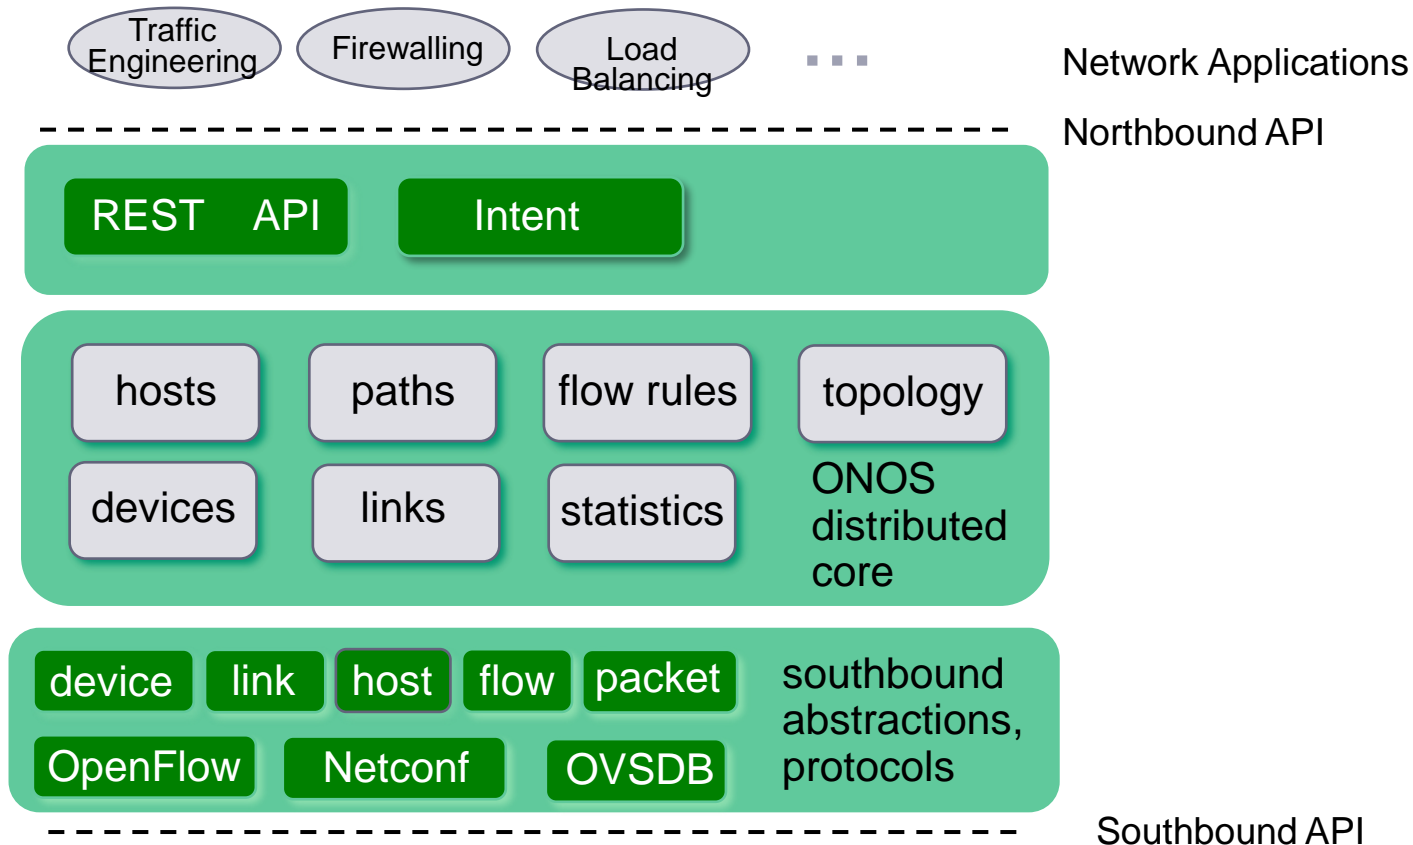 Traffic
Engineering
Firewalling
Load
Balancing
...
Network Applications
Northbound API
REST API
Intent
hosts
paths
flow rules
topology
devices
links
statistics
ONOS
distributed
core
device
link
host
flow
packet
southbound
abstractions,
protocols
OpenFlow
Netconf
OVSDB
Southbound API